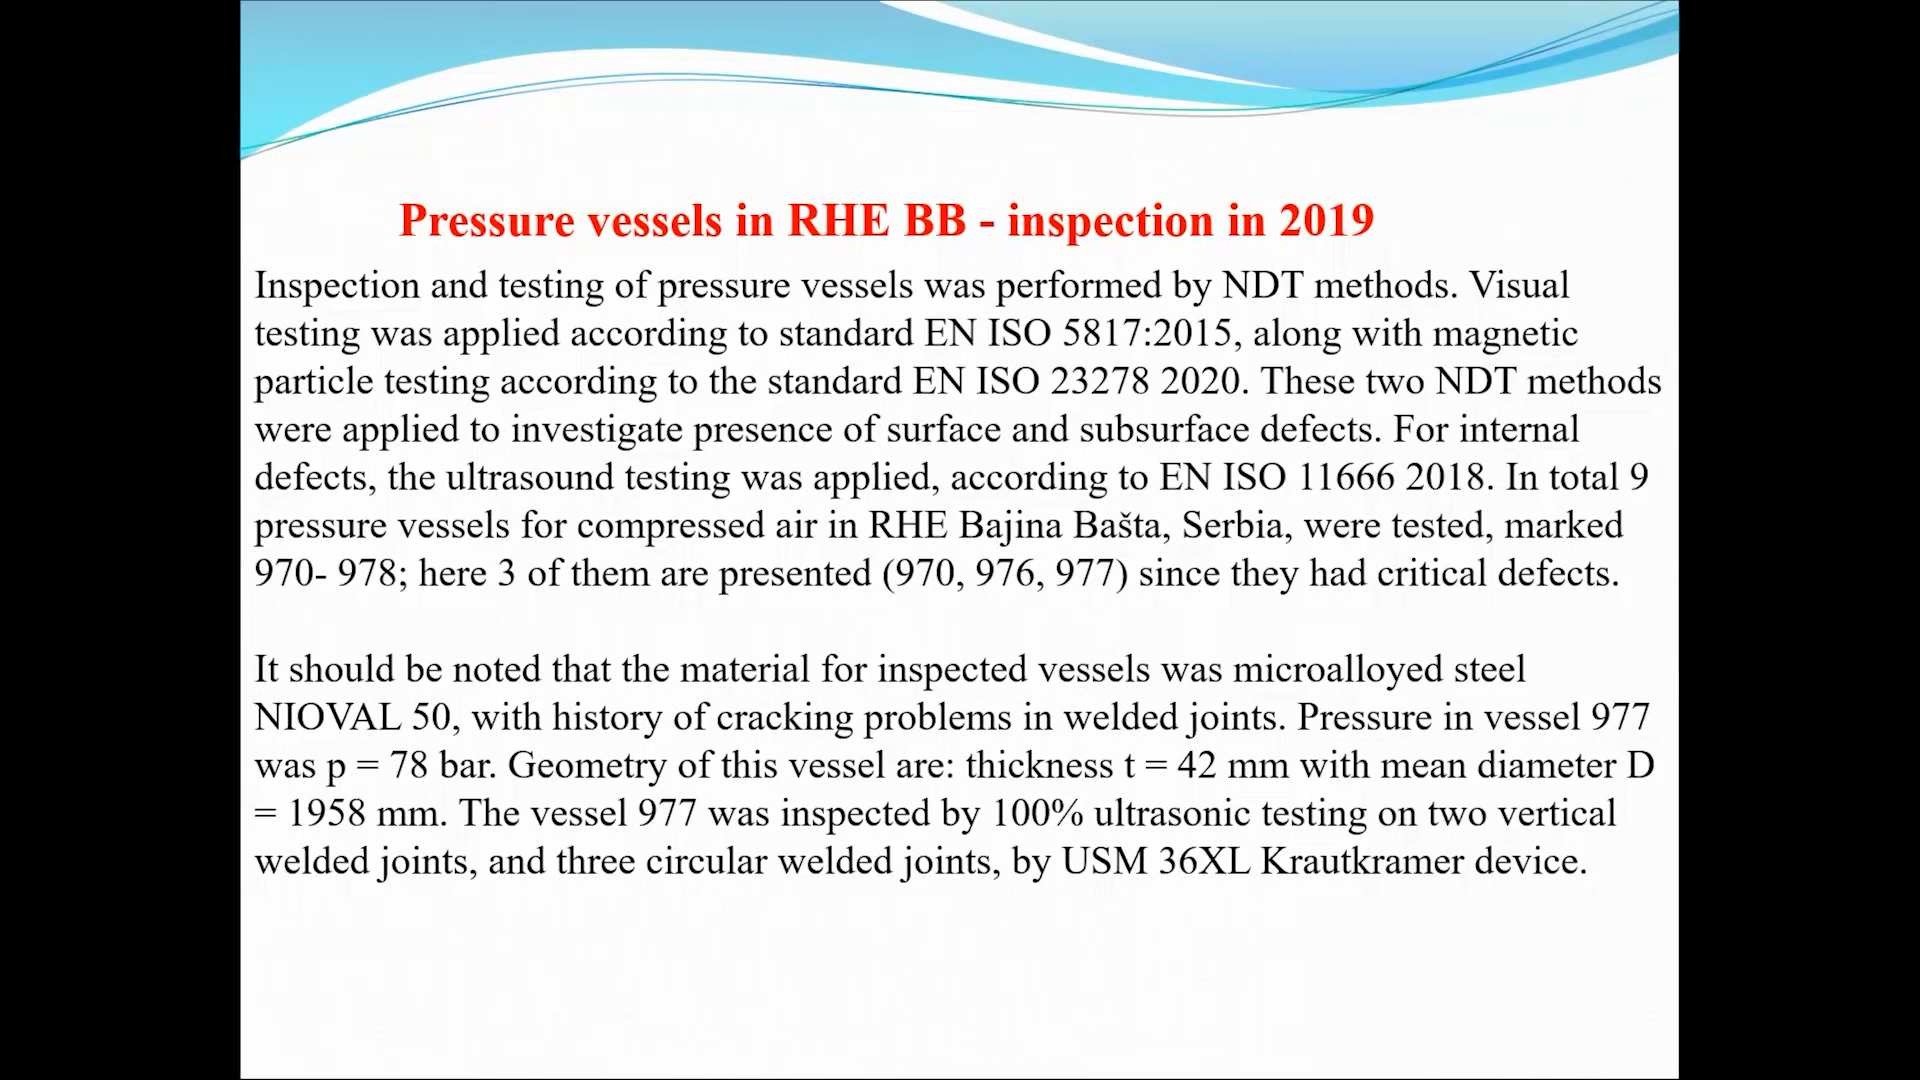 Pressure vessels in RHE BB - inspection in 2019
Inspection and testing of pressure vessels was performed by NDT methods. Visual
testing was applied according to standard EN ISO 5817:2015, along with magnetic
particle testing according to the standard EN ISO 23278 2020. These two NDT methods
were applied to investigate presence of surface and subsurface defects. For internal
defects, the ultrasound testing was applied, according to EN ISO 11666 2018. In total 9
pressure vessels for compressed air in RHE Bajina Bašta, Serbia, were tested, marked
970- 978; here 3 of them are presented (970, 976, 977) since they had critical defects.
It should be noted that the material for inspected vessels was microalloyed steel
NIOVAL 50, with history of cracking problems in welded joints. Pressure in vessel 977
was p = 78 bar. Geometry of this vessel are: thickness t = 42 mm with mean diameter D
= 1958 mm. The vessel 977 was inspected by 100% ultrasonic testing on two vertical
welded joints, and three circular welded joints, by USM 36XL Krautkramer device.